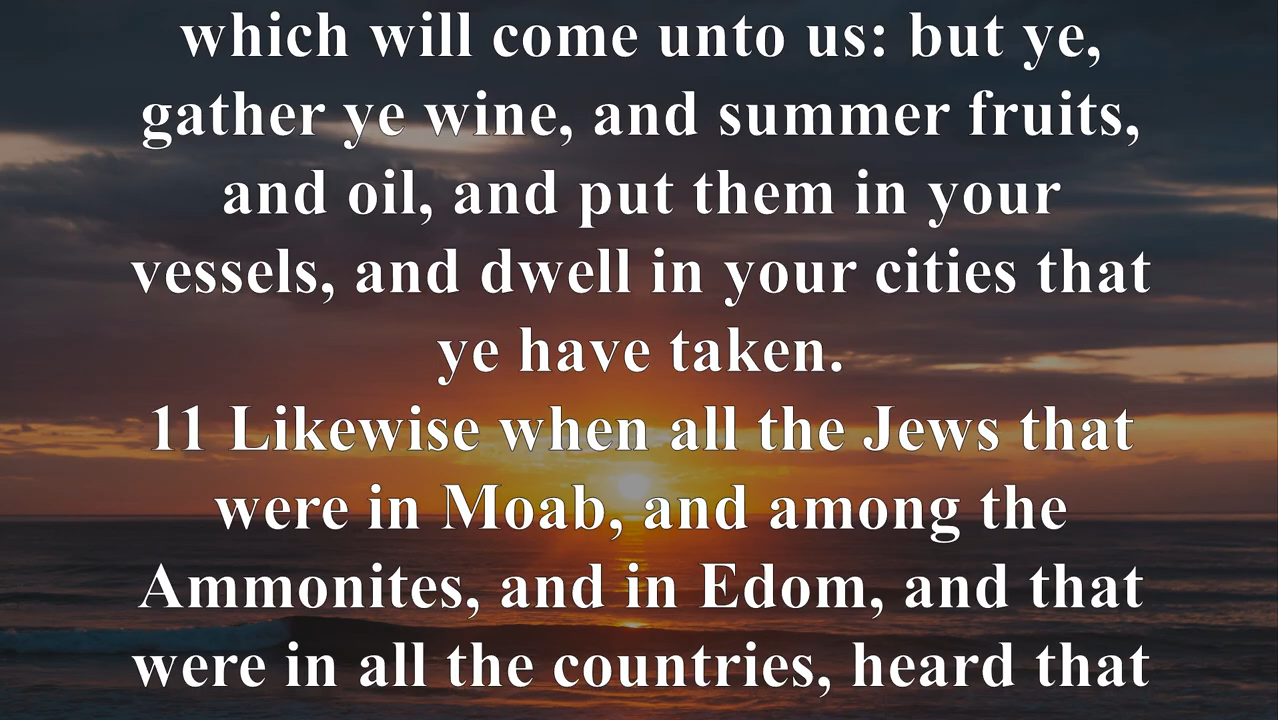 which will come unto us: but ye,
gather ye wine, and summer fruits,
and oil, and put them in your
vessels, and dwell in your cities that
ye have taken.
11 Likewise when all the Jews that
were in Moab, and among the
Ammonites, and in Edom, and that
were in all the countries, heard that